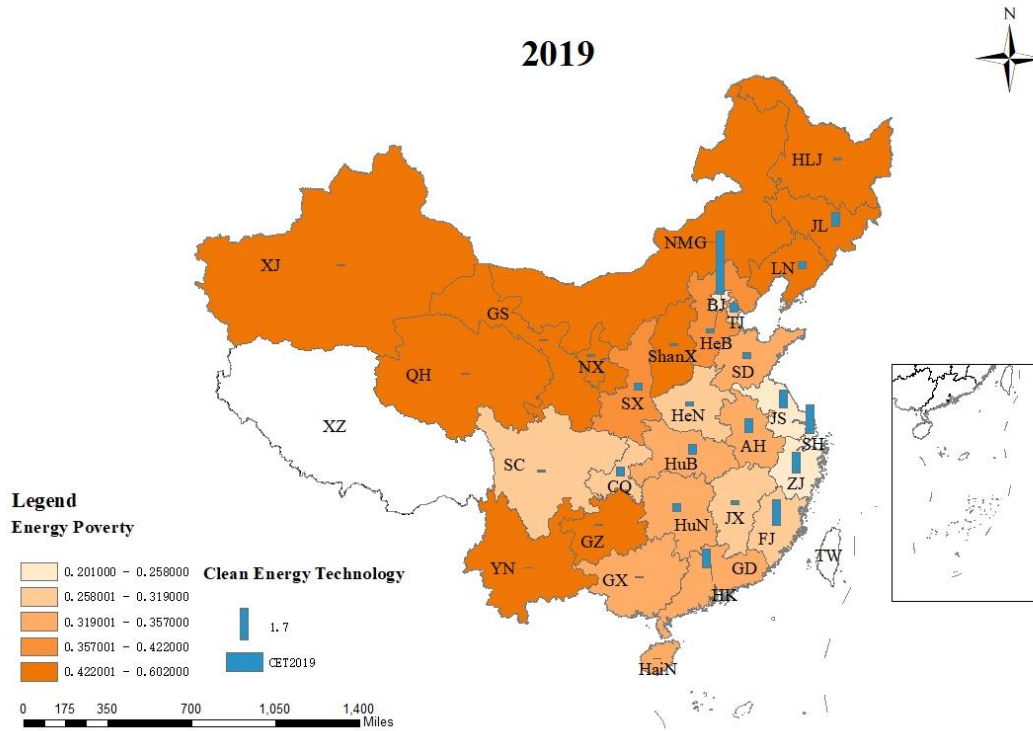 N
2019
HLJ
JL
NMG
LN
XJ
BJ
TJ
GS
HeB
ShanX
NX
SD
QH
SX
HeN
JS
XZ
AH
SH
SC
HuB
ZJ
CQ
HuN
JX
FJ
GZ
TW
YN
GX
GD
HK
HaiN
Legend
Energy Poverty
0.201000 - 0.258000
0.258001 - 0.319000
0.319001 - 0.357000
0.357001 - 0.422000
0.422001 - 0.602000
Clean Energy Technology
1.7
CET2019
0 175 350 700 1,050 1,400
Miles